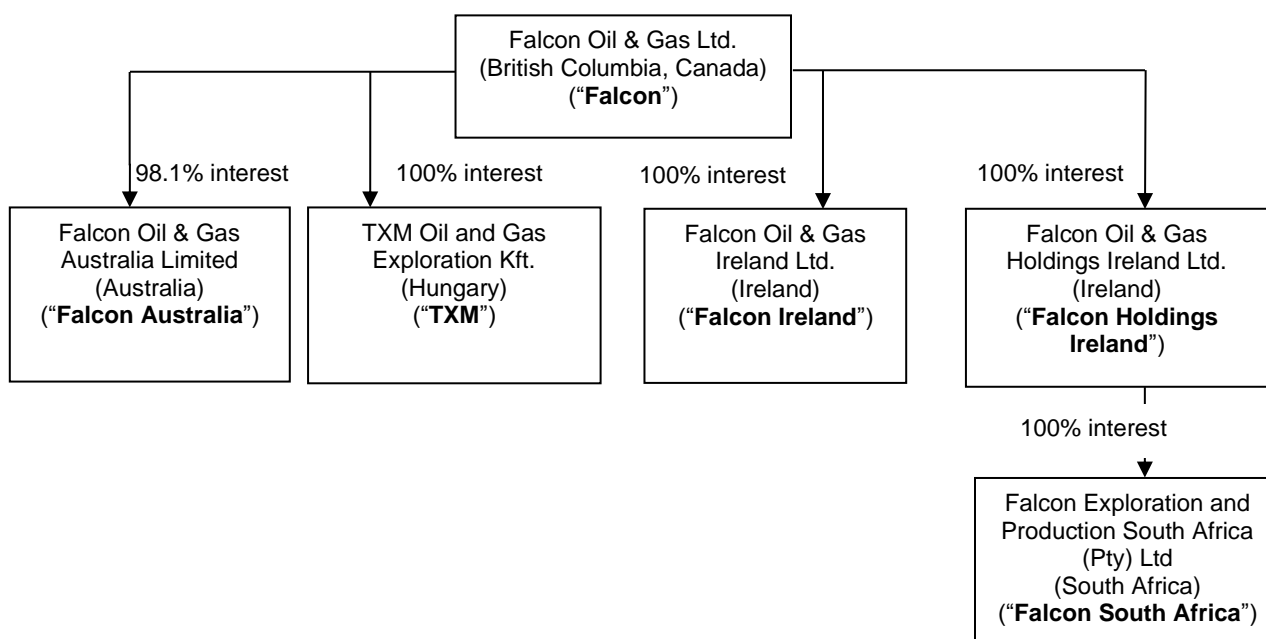 Falcon Oil & Gas Ltd.
(British Columbia, Canada)
(“Falcon”)
98.1% interest
100% interest
100% interest
100% interest
Falcon Oil & Gas
Australia Limited
(Australia)
(“Falcon Australia”)
TXM Oil and Gas
Exploration Kft.
(Hungary)
(“TXM”)
Falcon Oil & Gas
Ireland Ltd.
(Ireland)
(“Falcon Ireland”)
Falcon Oil & Gas
Holdings Ireland Ltd.
(Ireland)
(“Falcon Holdings
Ireland”)
100% interest
Falcon Exploration and
Production South Africa
(Pty) Ltd
(South Africa)
(“Falcon South Africa”)